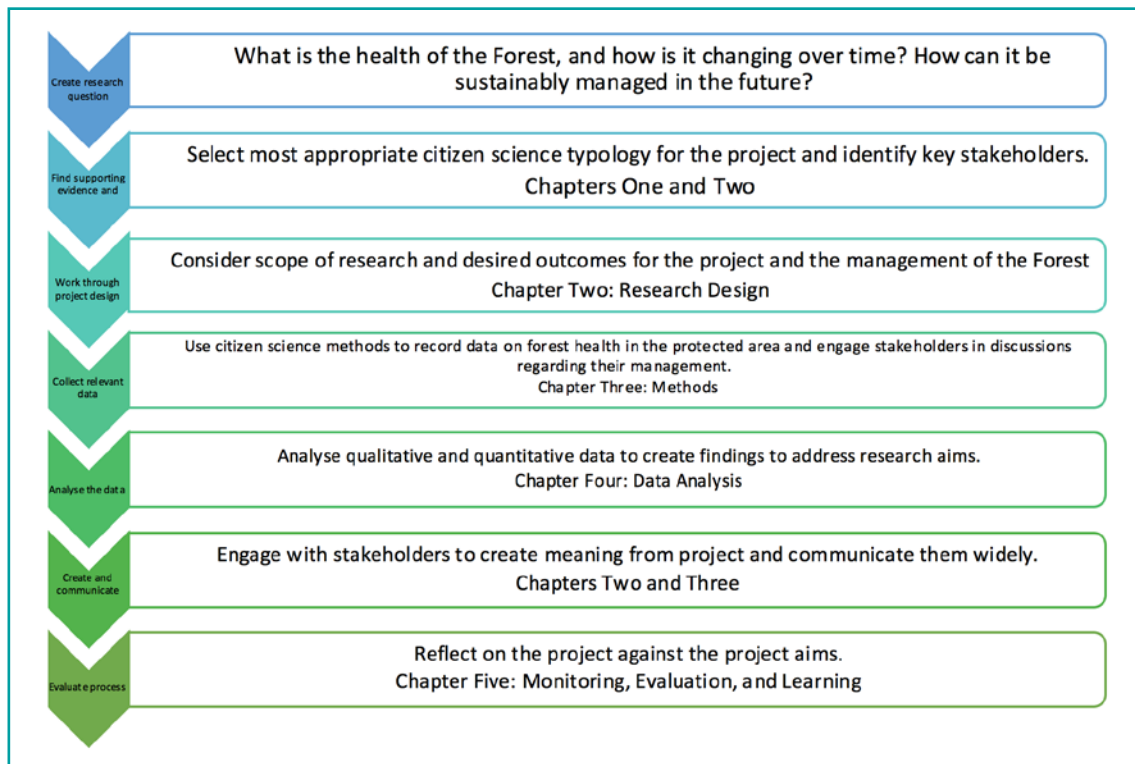 Create research
question
What is the health of the Forest, and how is it changing over time? How can it be
sustainably managed in the future?
Find supporting
evidence and
Select most appropriate citizen science typology for the project and identify key stakeholders.
Chapters One and Two
Work through
project design
Consider scope of research and desired outcomes for the project and the management of the Forest
Chapter Two: Research Design
Collect relevant
data
Use citizen science methods to record data on forest health in the protected area and engage stakeholders in discussions
regarding their management.
Chapter Three: Methods
Analyse the data
Analyse qualitative and quantitative data to create findings to address research aims.
Chapter Four: Data Analysis
Create and
communicate
Engage with stakeholders to create meaning from project and communicate them widely.
Chapters Two and Three
Evaluate process
Reflect on the project against the project aims.
Chapter Five: Monitoring, Evaluation, and Learning